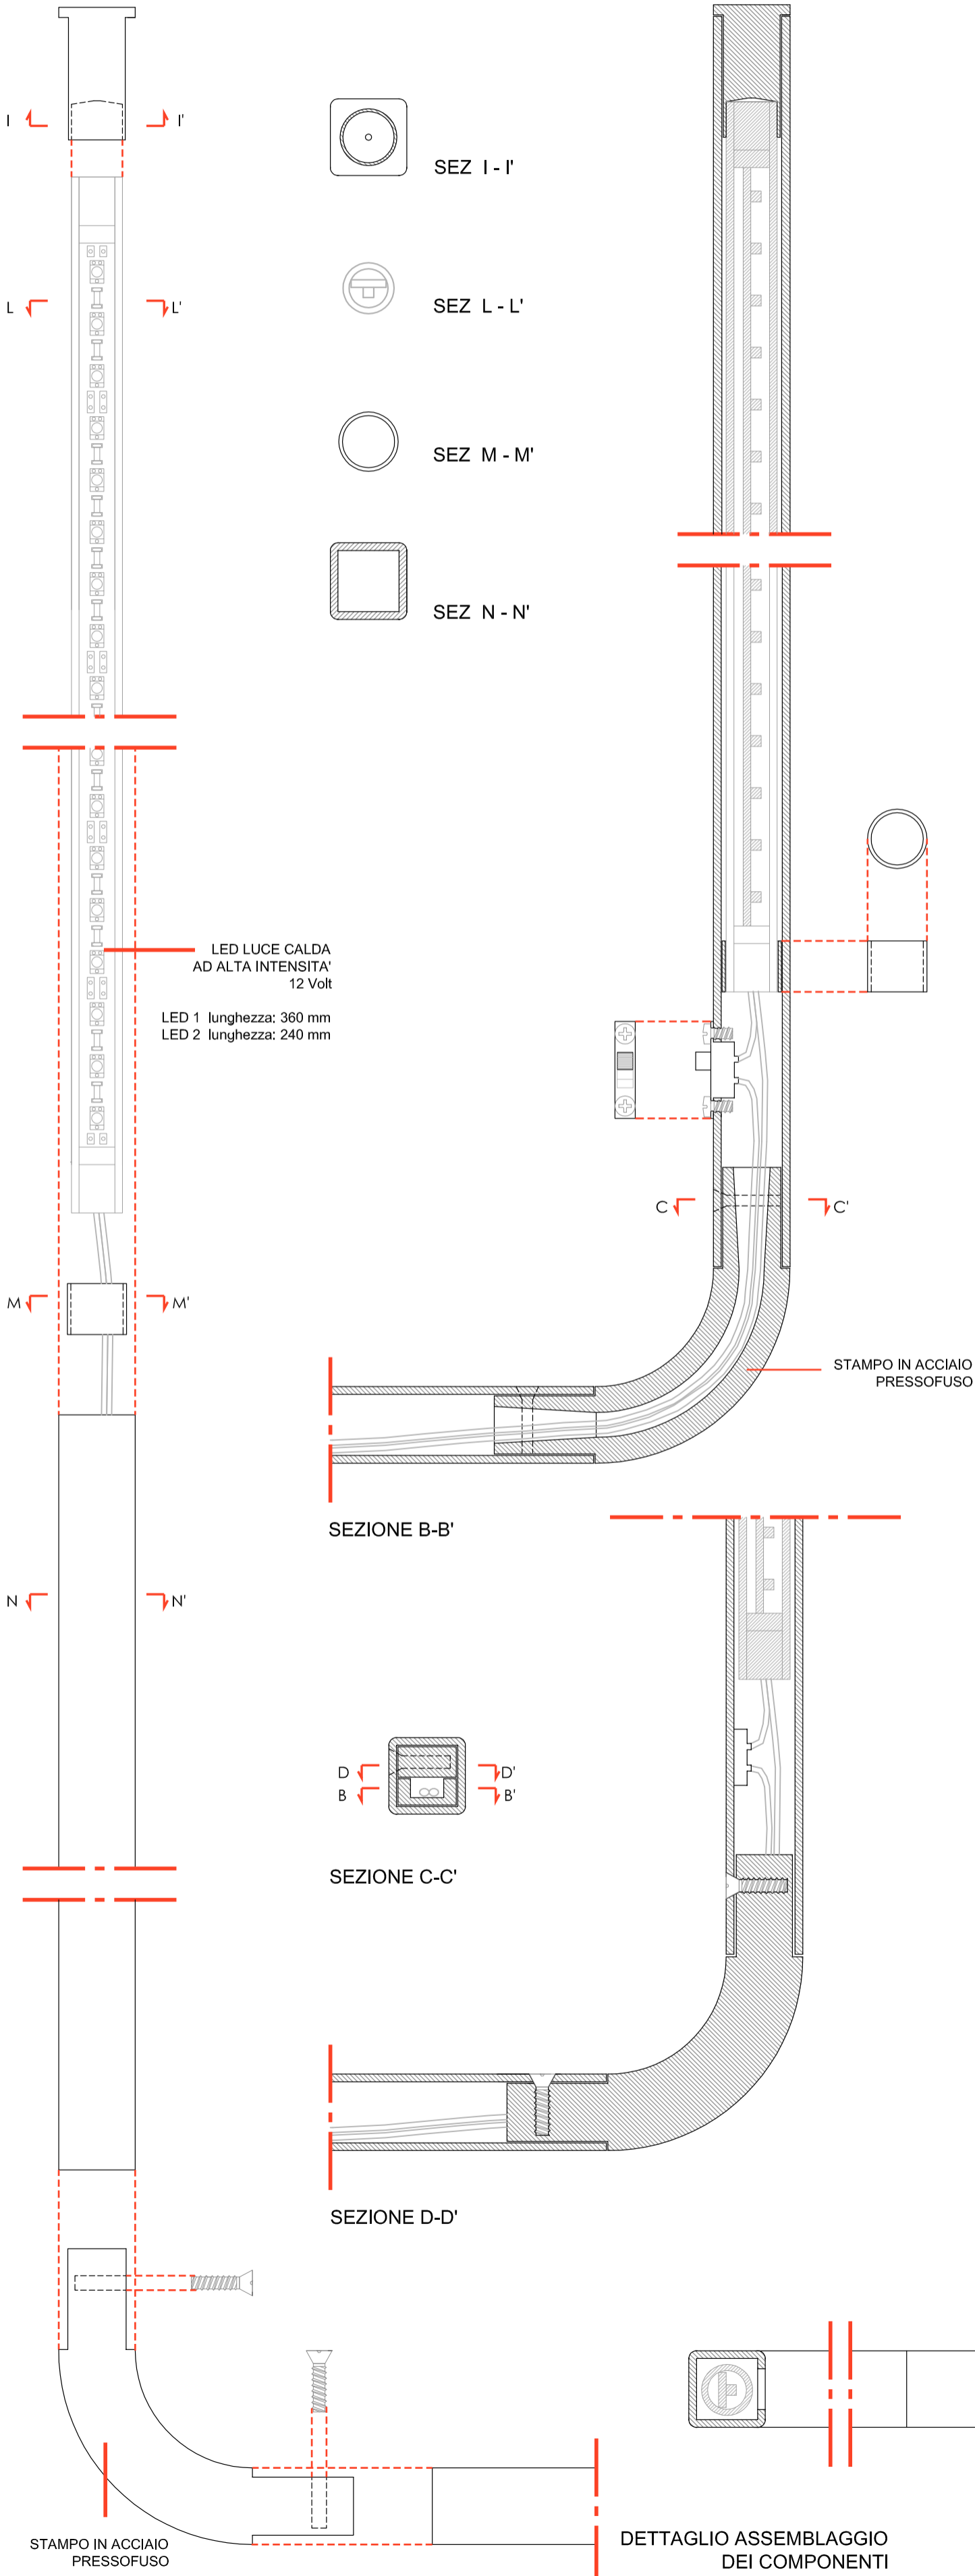 I I'
SEZ I - I'
L L'
SEZ L - L'
SEZ M - M'
SEZ N - N'
LED LUCE CALDA
AD ALTA INTENSITA'
12 Volt
LED 1 lunghezza: 360 mm
LED 2 lunghezza: 240 mm
C C'
M M'
STAMPO IN ACCIAIO
PRESSOFUSO
SEZIONE B-B'
N N'
D D'
B B'
SEZIONE C-C'
SEZIONE D-D'
STAMPO IN ACCIAIO
PRESSOFUSO
DETTAGLIO ASSEMBLAGGIO
DEI COMPONENTI